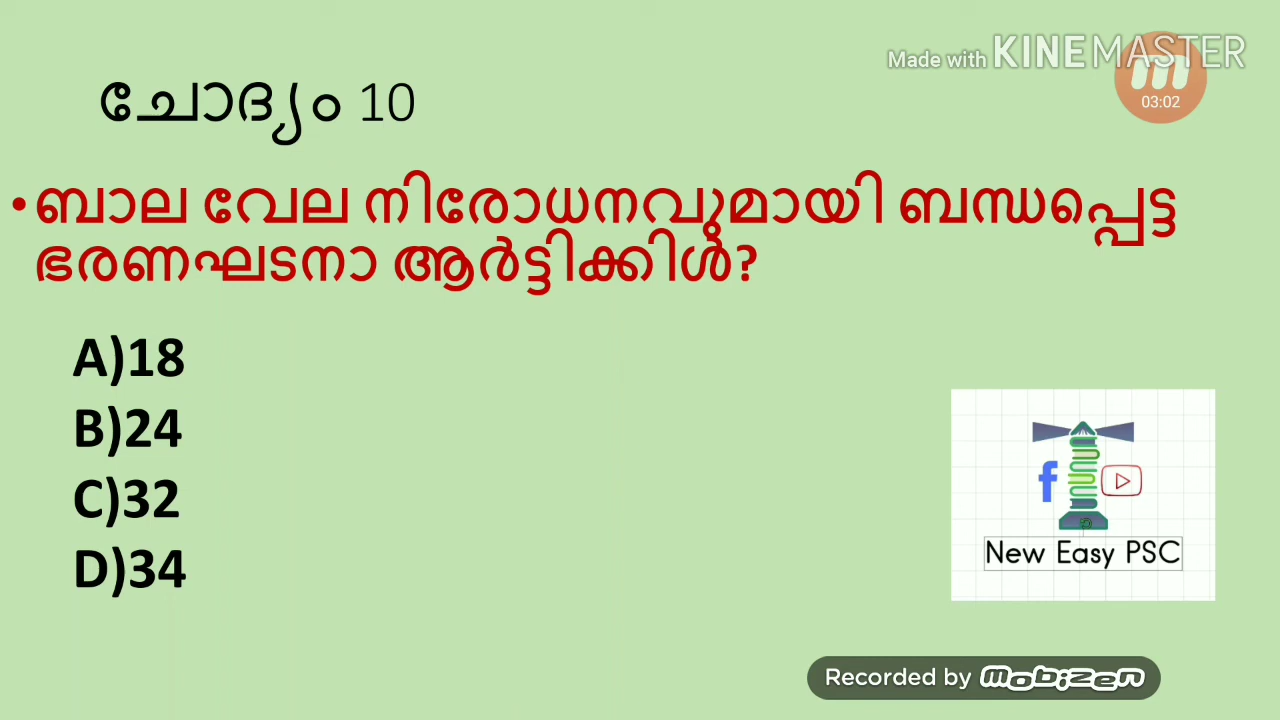 Made with KINEMASTER
03:02
ചോദ്യം 10
•ബാല വേല നിരോധനവുമായി ബന്ധപ്പെട്ട
ഭരണഘടനാ ആർട്ടിക്കിൾ?
A)18
B)24
C)32
D)34
New Easy PSC
Recorded by mobizen